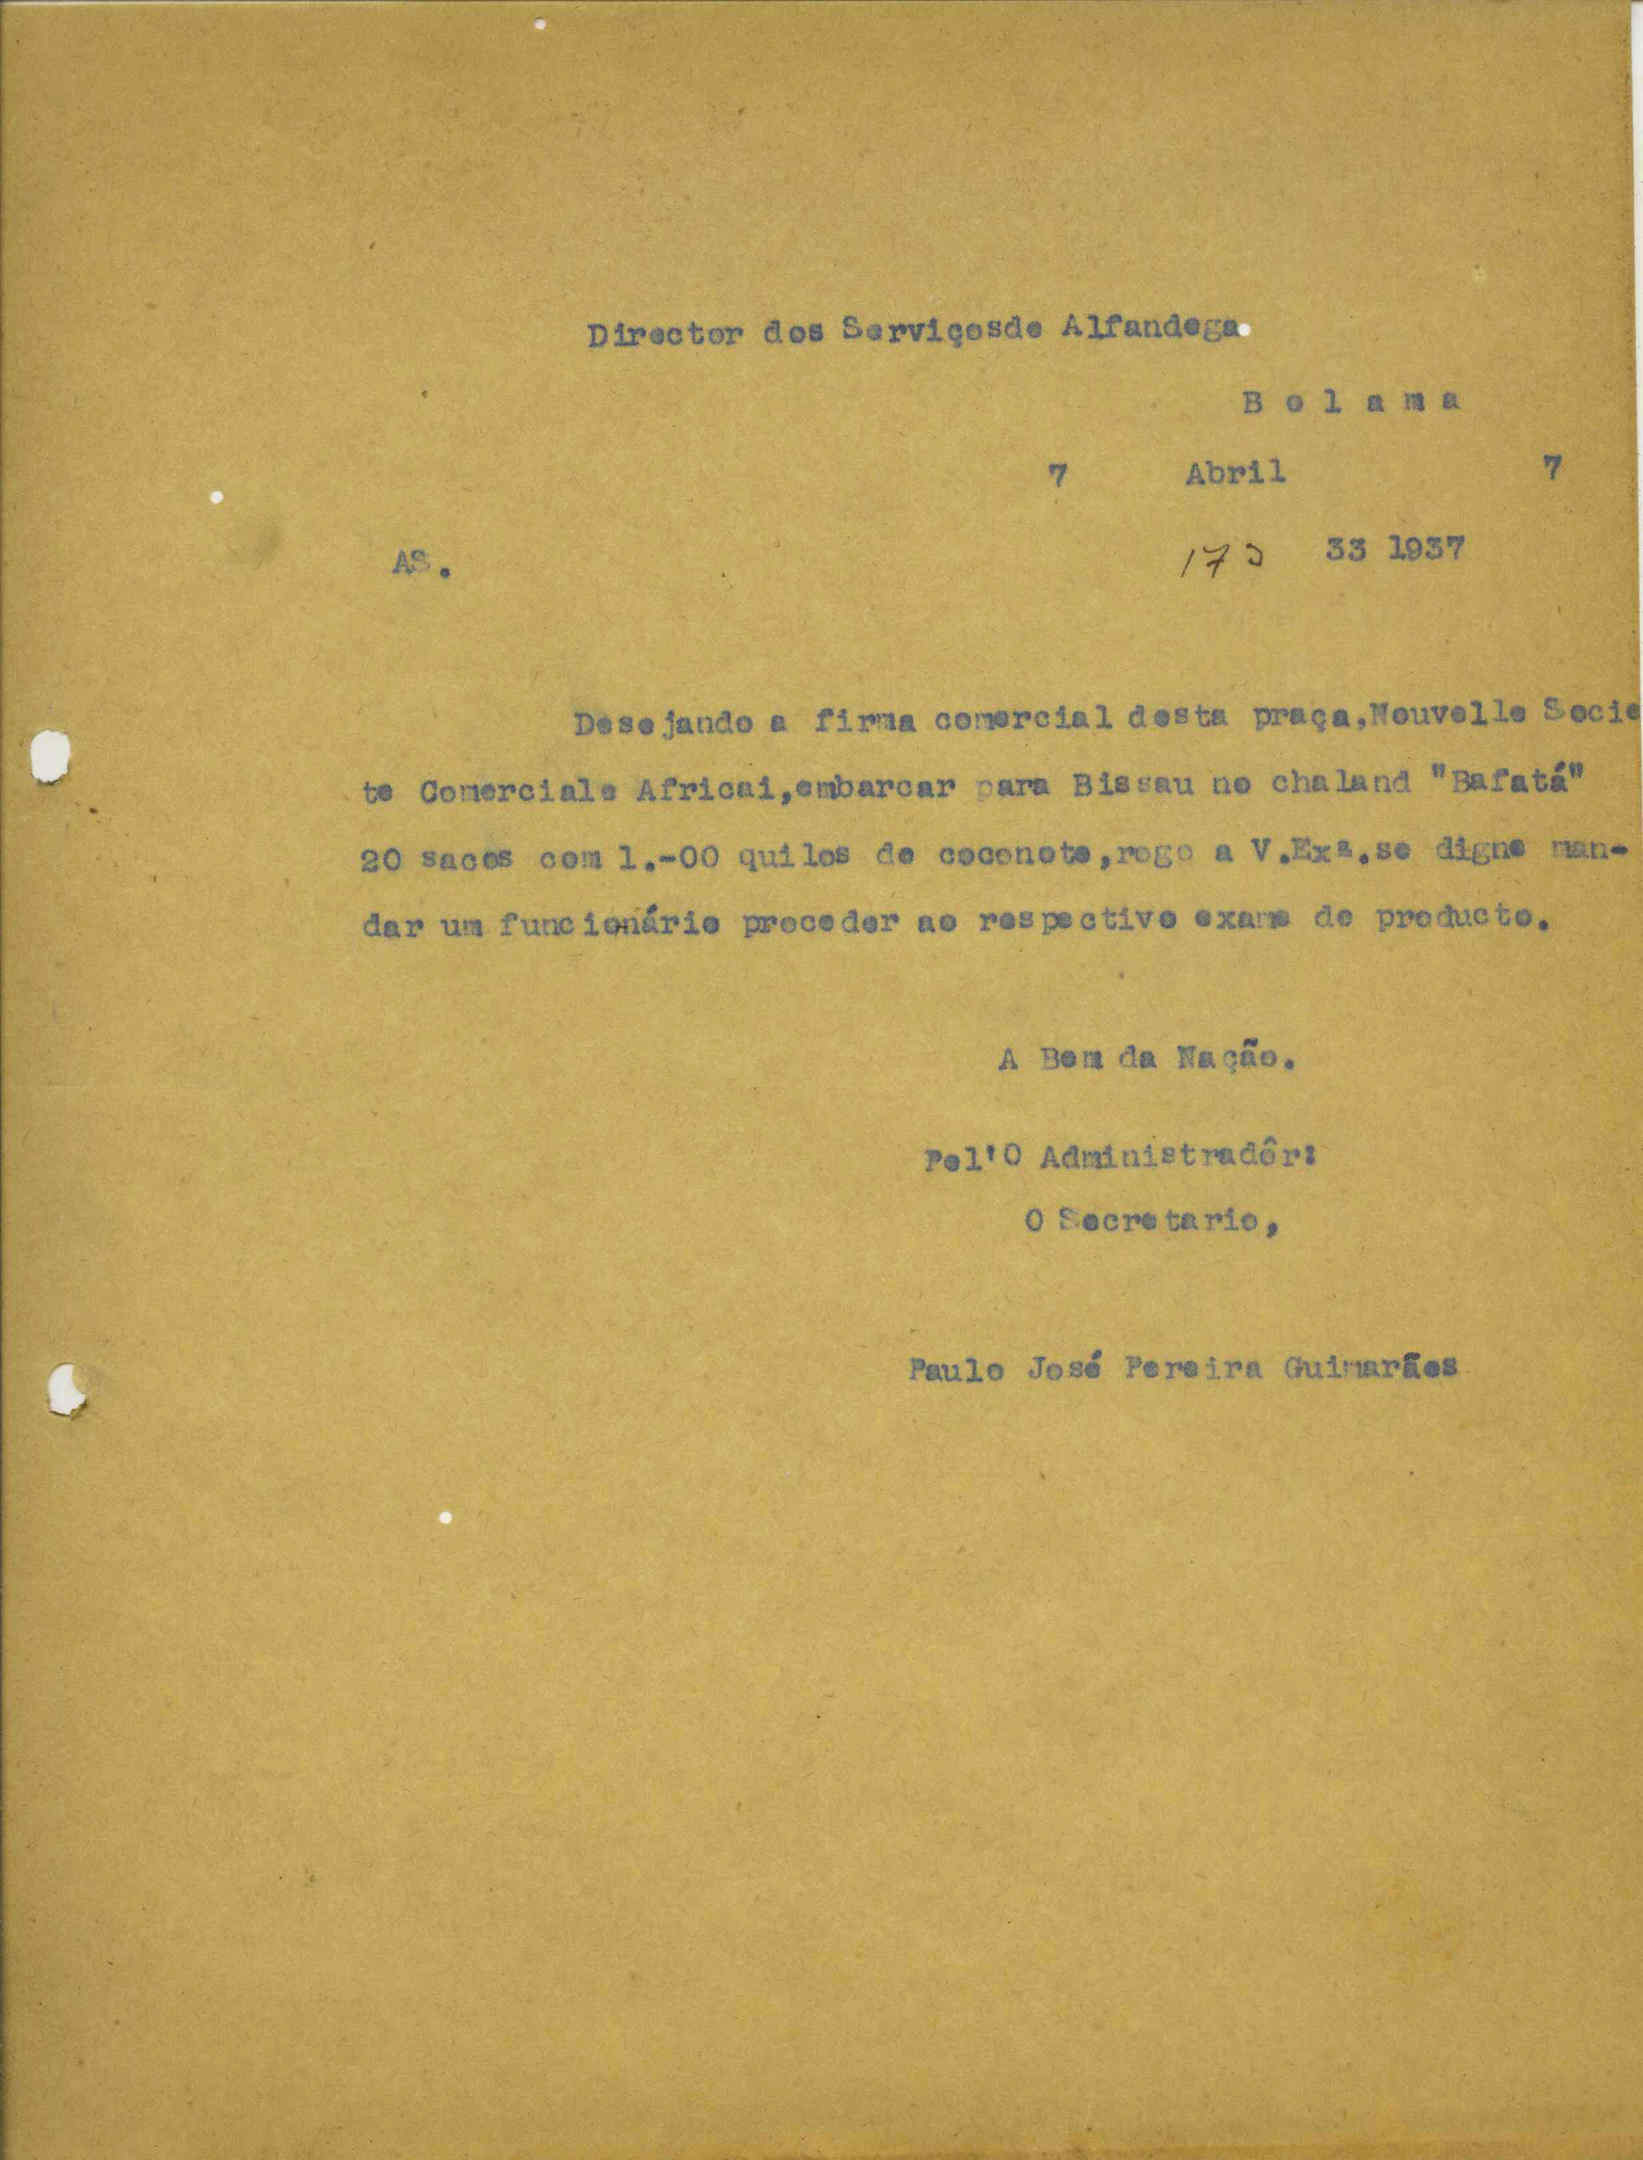 Director dos Serviçosde Alfandega.
B o l a m a
7 Abril 7
AS. 33 1937
Desejando a firma comercial desta praça,Nouvelle Socie
te Comerciale Africai,embarcar para Bissau no chaland "Bafatá"
20 sacos com 1.-00 quilos de coconote,rogo a V.Exª.se digne man-
dar um funcionário proceder ao respectivo exame do producto.
A Bem da Nação.
Pel'O Administradôr:
O Secretario,
Paulo José Pereira Guimarães